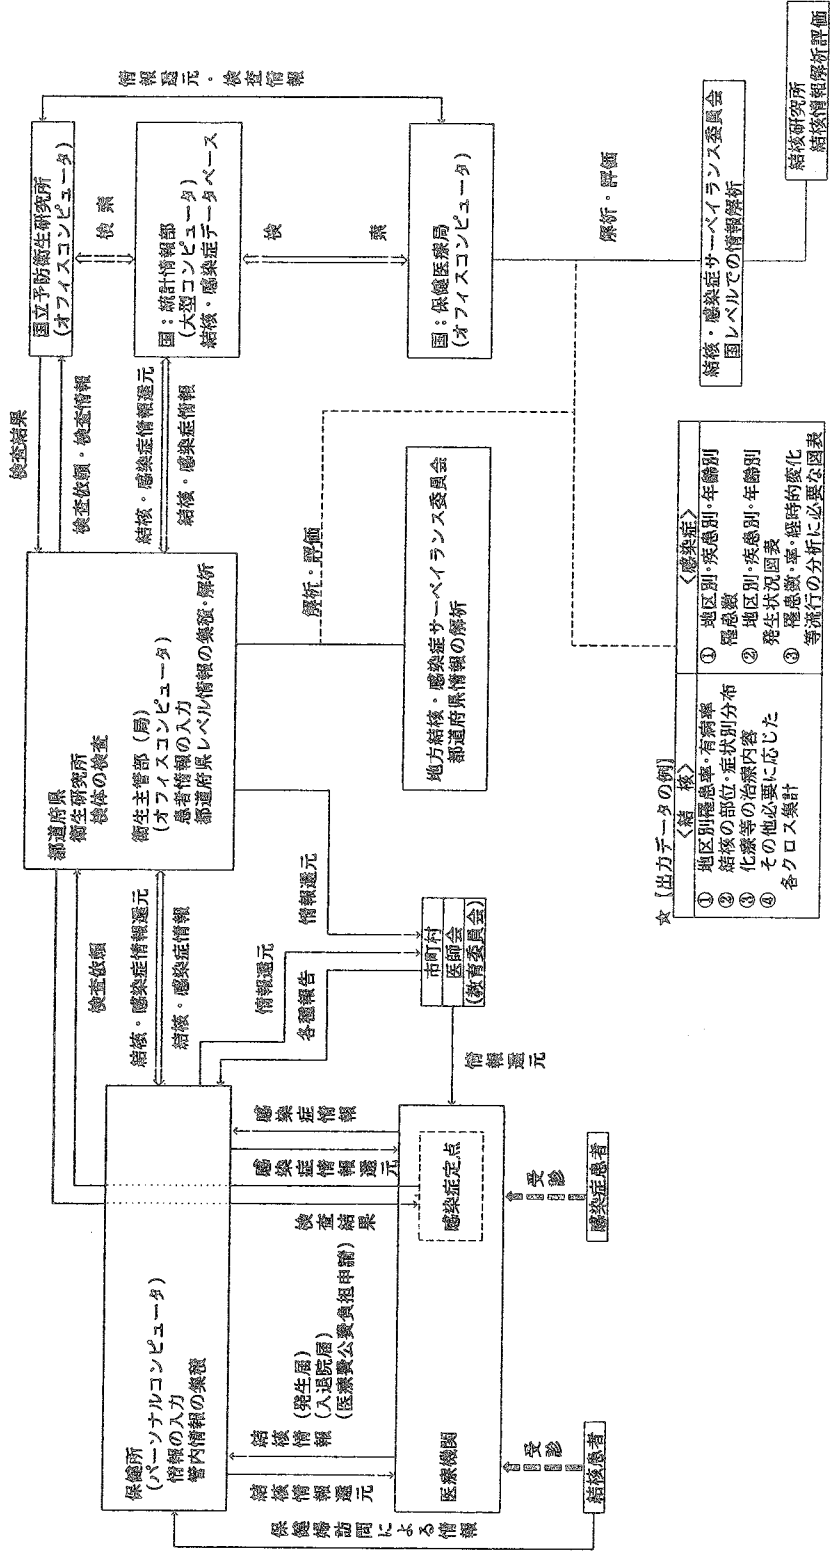 保健所
(パーソナルコンピュータ)
情報の入力
管内情報の集積
保健婦訪問による情報
結核情報還元
結核情報
(発生届)
(入退院届)
(医療費公費負担申請)
検査結果
感染症情報還元
感染症情報
医療機関
感染症定点
受診
受診
結核患者
感染症患者
検査依頼
結核・感染症情報還元
結核・感染症情報
情報還元
各種報告
情報還元
情報還元
市町村
医師会
(教育委員会)
都道府県
衛生研究所
検体の検査
衛生主管部(局)
(オフィスコンピュータ)
患者情報の入力
都道府県レベル情報の集積・解析
解析・評価
地方結核・感染症サーベイランス委員会
都道府県情報の解析
検査結果
検査依頼・検査情報
結核・感染症情報還元
結核・感染症情報
国立予防衛生研究所
(オフィスコンピュータ)
検索
国:統計情報部
(大型コンピュータ)
結核・感染症データベース
検索
国:保健医療局
(オフィスコンピュータ)
情報還元・検査情報
解析・評価
結核・感染症サーベイランス委員会
国レベルでの情報解析
結核研究所
結核情報解析評価
☆[出力データの例]
<結 核>
① 地区別罹患率・有病率
② 結核の部位・症状別分布
③ 化療等の治療内容
④ その他必要に応じた
各クロス集計
<感染症>
① 地区別・疾患別・年齢別
罹患数
② 地区別・疾患別・年齢別
発生状況図表
③ 罹患数・率・経時的変化
等流行の分析に必要な図表